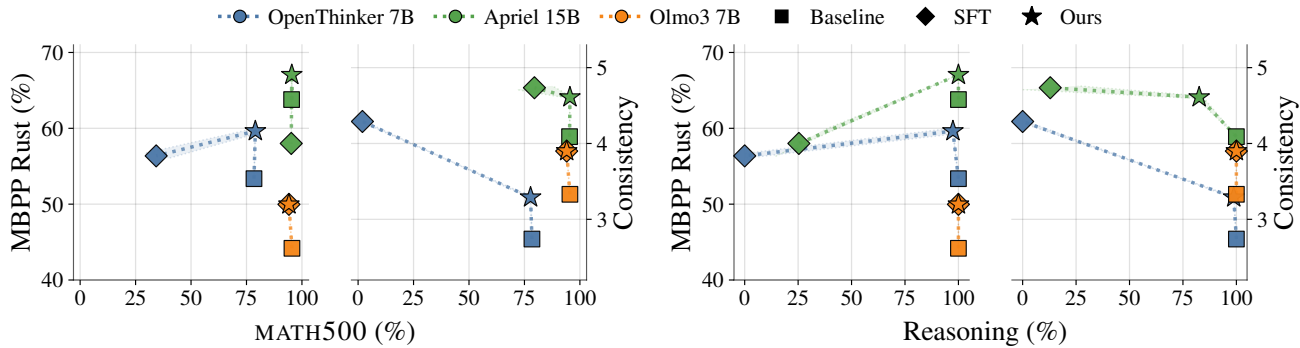 OpenThinker 7B Apriel 15B Olmo3 7B Baseline SFT Ours
MBPP Rust (%)
70
60
50
40
0 25 50 75 100
5
4
3
Consistency
0 25 50 75 100
MATH500 (%)
MBPP Rust (%)
70
60
50
40
0 25 50 75 100
5
4
3
Consistency
0 25 50 75 100
Reasoning (%)